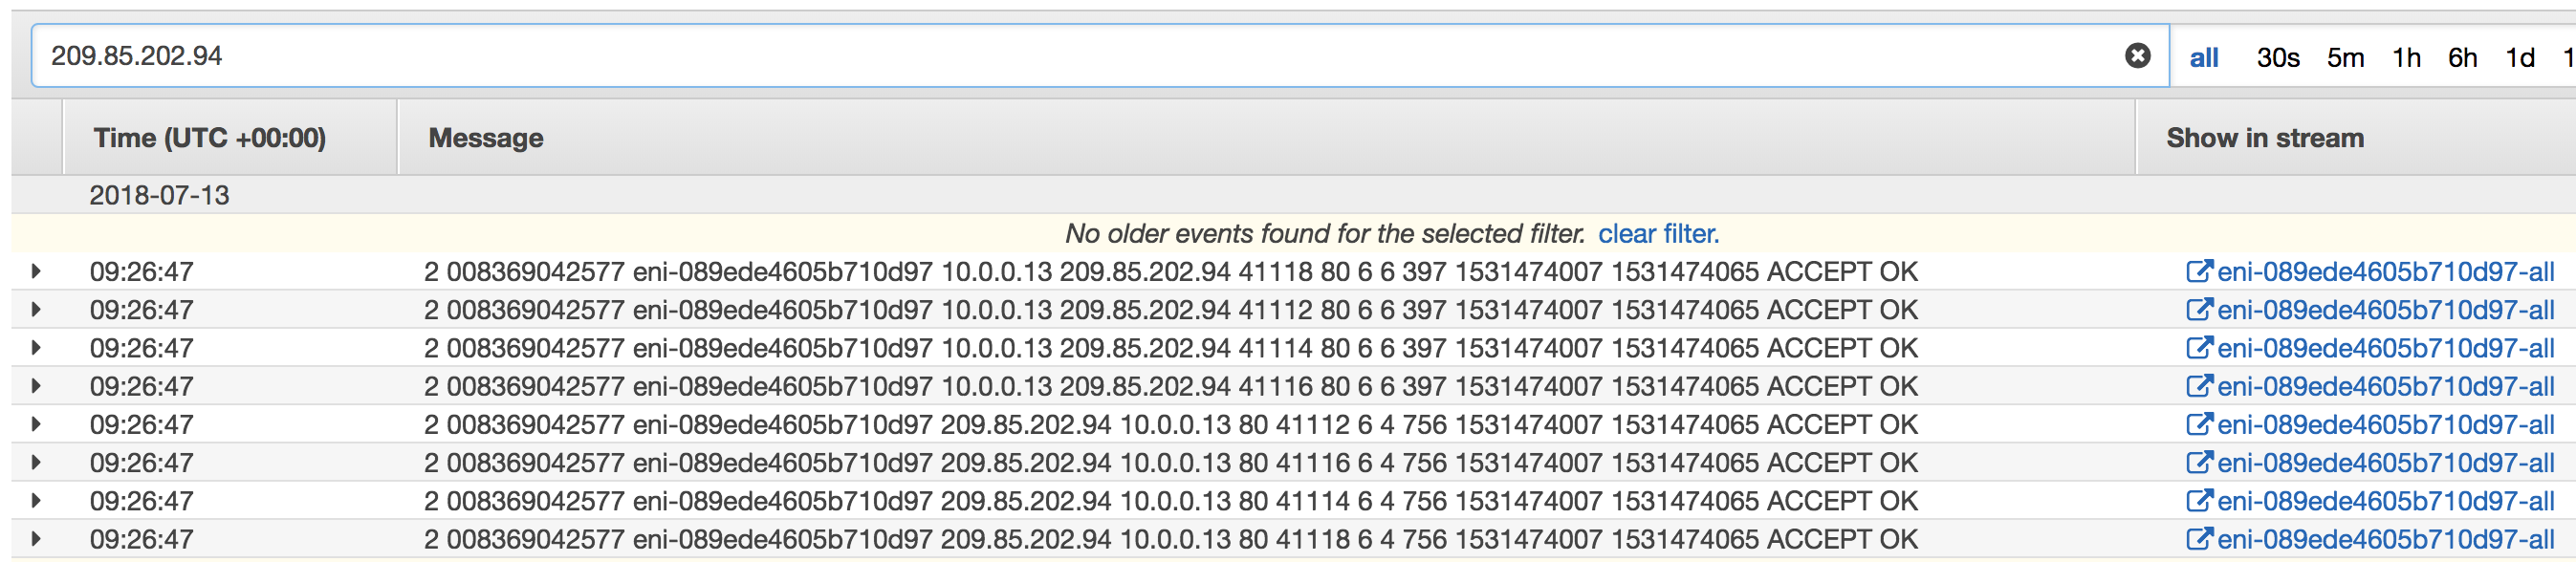 209.85.202.94 all 30s 5m 1h 6h 1d 1
Time (UTC +00:00) Message Show in stream
2018-07-13
No older events found for the selected filter. clear filter.
09:26:47 2 008369042577 eni-089ede4605b710d97 10.0.0.13 209.85.202.94 41118 80 6 6 397 1531474007 1531474065 ACCEPT OK eni-089ede4605b710d97-all
09:26:47 2 008369042577 eni-089ede4605b710d97 10.0.0.13 209.85.202.94 41112 80 6 6 397 1531474007 1531474065 ACCEPT OK eni-089ede4605b710d97-all
09:26:47 2 008369042577 eni-089ede4605b710d97 10.0.0.13 209.85.202.94 41114 80 6 6 397 1531474007 1531474065 ACCEPT OK eni-089ede4605b710d97-all
09:26:47 2 008369042577 eni-089ede4605b710d97 10.0.0.13 209.85.202.94 41116 80 6 6 397 1531474007 1531474065 ACCEPT OK eni-089ede4605b710d97-all
09:26:47 2 008369042577 eni-089ede4605b710d97 209.85.202.94 10.0.0.13 80 41112 6 4 756 1531474007 1531474065 ACCEPT OK eni-089ede4605b710d97-all
09:26:47 2 008369042577 eni-089ede4605b710d97 209.85.202.94 10.0.0.13 80 41116 6 4 756 1531474007 1531474065 ACCEPT OK eni-089ede4605b710d97-all
09:26:47 2 008369042577 eni-089ede4605b710d97 209.85.202.94 10.0.0.13 80 41114 6 4 756 1531474007 1531474065 ACCEPT OK eni-089ede4605b710d97-all
09:26:47 2 008369042577 eni-089ede4605b710d97 209.85.202.94 10.0.0.13 80 41118 6 4 756 1531474007 1531474065 ACCEPT OK eni-089ede4605b710d97-all